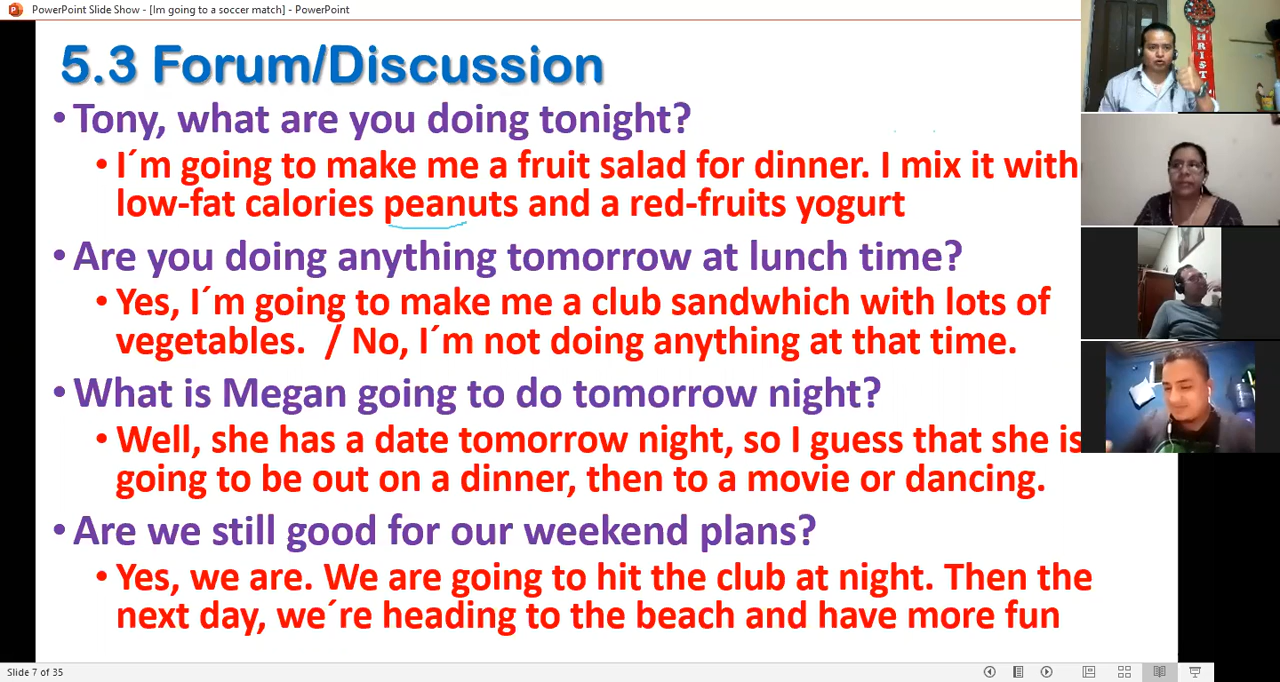 PowerPoint Slide Show - [Im going to a soccer match] - PowerPoint
5.3 Forum/Discussion
• Tony, what are you doing tonight?
• I´m going to make me a fruit salad for dinner. I mix it with
low-fat calories peanuts and a red-fruits yogurt
• Are you doing anything tomorrow at lunch time?
• Yes, I´m going to make me a club sandwhich with lots of
vegetables. / No, I´m not doing anything at that time.
• What is Megan going to do tomorrow night?
• Well, she has a date tomorrow night, so I guess that she is
going to be out on a dinner, then to a movie or dancing.
• Are we still good for our weekend plans?
• Yes, we are. We are going to hit the club at night. Then the
next day, we´re heading to the beach and have more fun
Slide 7 of 35